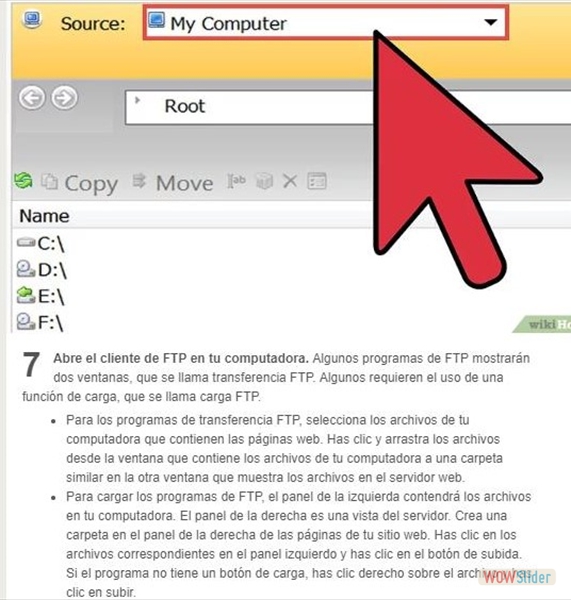 Source: My Computer
Root
Copy Move
Name
C:\
D:\
E:\
F:\
wikiHo
7 Abre el cliente de FTP en tu computadora. Algunos programas de FTP mostrarán
dos ventanas, que se llama transferencia FTP. Algunos requieren el uso de una
función de carga, que se llama carga FTP.
• Para los programas de transferencia FTP, selecciona los archivos de tu
computadora que contienen las páginas web. Has clic y arrastra los archivos
desde la ventana que contiene los archivos de tu computadora a una carpeta
similar en la otra ventana que muestra los archivos en el servidor web.
• Para cargar los programas de FTP, el panel de la izquierda contendrá los archivos
en tu computadora. El panel de la derecha es una vista del servidor. Crea una
carpeta en el panel de la derecha de las páginas de tu sitio web. Has clic en los
archivos correspondientes en el panel izquierdo y has clic en el botón de subida.
Si el programa no tiene un botón de carga, has clic derecho sobre el
clic en subir.
WOWSlider